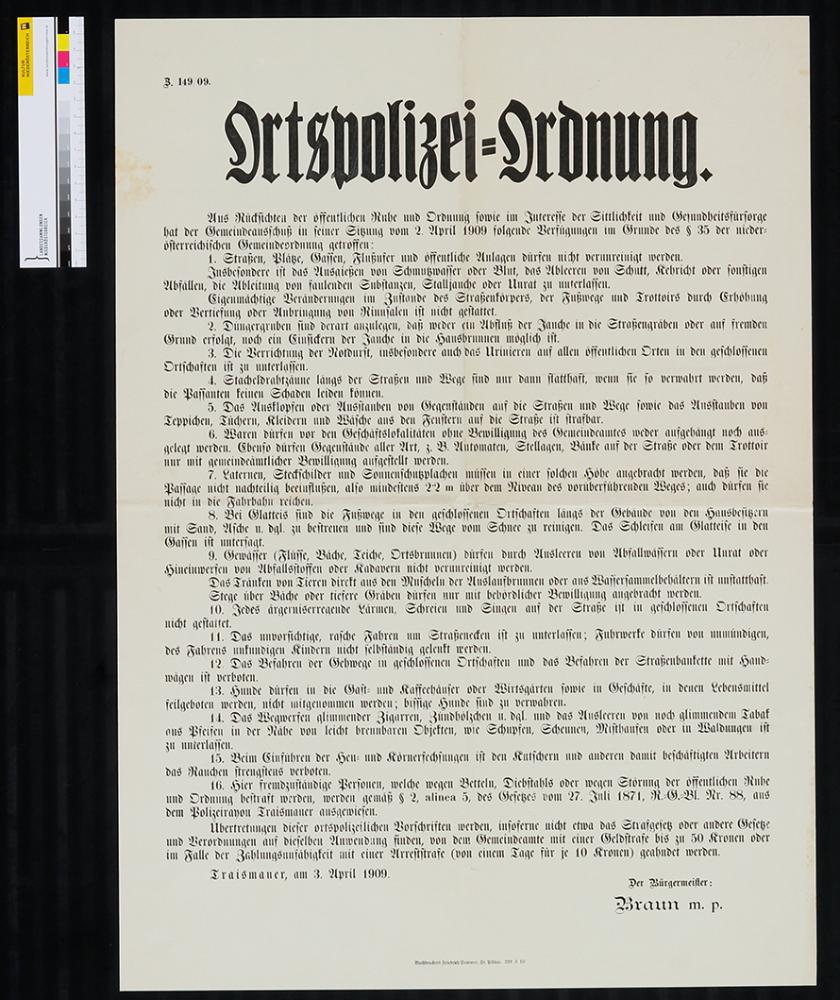 KULTUR
NIEDERÖSTERREICH
LANDESSAMMLUNGEN
NIEDERÖSTERREICH
Z. 149/09.
Ortspolizei=Ordnung.
Aus Rücksichten der öffentlichen Ruhe und Ordnung sowie im Interesse der Sittlichkeit und Gesundheitsfürsorge
hat der Gemeindeausschuß in seiner Sitzung vom 2. April 1909 folgende Verfügungen im Grunde des § 35 der nieder=
österreichischen Gemeindeordnung getroffen:
1. Straßen, Plätze, Gassen, Flußufer und öffentliche Anlagen dürfen nicht verunreinigt werden.
Insbesondere ist das Ausgießen von Schmutzwasser oder Blut, das Ableeren von Schutt, Kehricht oder sonstigen
Abfällen, die Ableitung von faulenden Substanzen, Stalljauche oder Unrat zu unterlassen.
Eigenmächtige Veränderungen im Zustande des Straßenkörpers, der Fußwege und Trottoirs durch Erhöhung
oder Vertiefung oder Anbringung von Rinnsalen ist nicht gestattet.
2. Düngergruben sind derart anzulegen, daß weder ein Abfluß der Jauche in die Straßengräben oder auf fremden
Grund erfolgt, noch ein Einsickern der Jauche in die Hausbrunnen möglich ist.
3. Die Verrichtung der Notdurft, insbesondere auch das Urinieren auf allen öffentlichen Orten in den geschlossenen
Ortschaften ist zu unterlassen.
4. Stacheldrahtzäune längs der Straßen und Wege sind nur dann statthaft, wenn sie so verwahrt werden, daß
die Passanten keinen Schaden leiden können.
5. Das Ausklopfen oder Ausstauben von Gegenständen auf die Straßen und Wege sowie das Ausstauben von
Teppichen, Tüchern, Kleidern und Wäsche aus den Fenstern auf die Straße ist strafbar.
6. Waren dürfen vor den Geschäftslokalitäten ohne Bewilligung des Gemeindeamtes weder aufgehängt noch aus=
gelegt werden. Ebenso dürfen Gegenstände aller Art, z. B. Automaten, Stellagen, Bänke auf der Straße oder dem Trottoir
nur mit gemeindeämtlicher Bewilligung aufgestellt werden.
7. Laternen, Steckschilder und Sonnenschutzplachen müssen in einer solchen Höhe angebracht werden, daß sie die
Passage nicht nachteilig beeinflußen, also mindestens 2·2 m über dem Niveau des vorüberführenden Weges; auch dürfen sie
nicht in die Fahrbahn reichen.
8. Bei Glatteis sind die Fußwege in den geschlossenen Ortschaften längs der Gebäude von den Hausbesitzern
mit Sand, Asche u. dgl. zu bestreuen und sind diese Wege vom Schnee zu reinigen. Das Schleifen am Glatteise in den
Gassen ist untersagt.
9. Gewässer (Flüsse, Bäche, Teiche, Ortsbrunnen) dürfen durch Ausleeren von Abfallwässern oder Unrat oder
Hineinwerfen von Abfallsstoffen oder Kadavern nicht verunreinigt werden.
Das Tränken von Tieren direkt aus den Muscheln der Auslaufbrunnen oder aus Wassersammelbehältern ist unstatthaft.
Stege über Bäche oder tiefere Gräben dürfen nur mit behördlicher Bewilligung angebracht werden.
10. Jedes ärgerniserregende Lärmen, Schreien und Singen auf der Straße ist in geschlossenen Ortschaften
nicht gestattet.
11. Das unvorsichtige, rasche Fahren um Straßenecken ist zu unterlassen; Fuhrwerke dürfen von unmündigen,
des Fahrens unkundigen Kindern nicht selbständig gelenkt werden.
12. Das Befahren der Gehwege in geschlossenen Ortschaften und das Befahren der Straßenbankette mit Hand=
wägen ist verboten.
13. Hunde dürfen in die Gast= und Kaffeehäuser oder Wirtsgärten sowie in Geschäfte, in denen Lebensmittel
feilgeboten werden, nicht mitgenommen werden; bissige Hunde sind zu verwahren.
14. Das Wegwerfen glimmender Zigarren, Zündhölzchen u. dgl. und das Ausleeren von noch glimmendem Tabak
aus Pfeifen in der Nähe von leicht brennbaren Objekten, wie Schupfen, Scheunen, Misthaufen oder in Waldungen ist
zu unterlassen.
15. Beim Einführen der Heu= und Körnerfechsungen ist den Kutschern und anderen damit beschäftigten Arbeitern
das Rauchen strengstens verboten.
16. Hier fremdzuständige Personen, welche wegen Betteln, Diebstahls oder wegen Störung der öffentlichen Ruhe
und Ordnung bestraft worden, werden gemäß § 2, alinea 5, des Gesetzes vom 27. Juli 1871, R.=G.=Bl. Nr. 88, aus
dem Polizeirayon Traismauer ausgewiesen.
Übertretungen dieser ortspolizeilichen Vorschriften werden, insoferne nicht etwa das Strafgesetz oder andere Gesetze
und Verordnungen auf dieselben Anwendung finden, von dem Gemeindeamte mit einer Geldstrafe bis zu 50 Kronen oder
im Falle der Zahlungsunfähigkeit mit einer Arreststrafe (von einem Tage für je 10 Kronen) geahndet werden.
Traismauer, am 3. April 1909.
Der Bürgermeister:
Braun m. p.
Buchdruckerei Friedrich Sommer, St. Pölten.